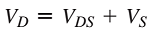 V_D = V_DS + V_S